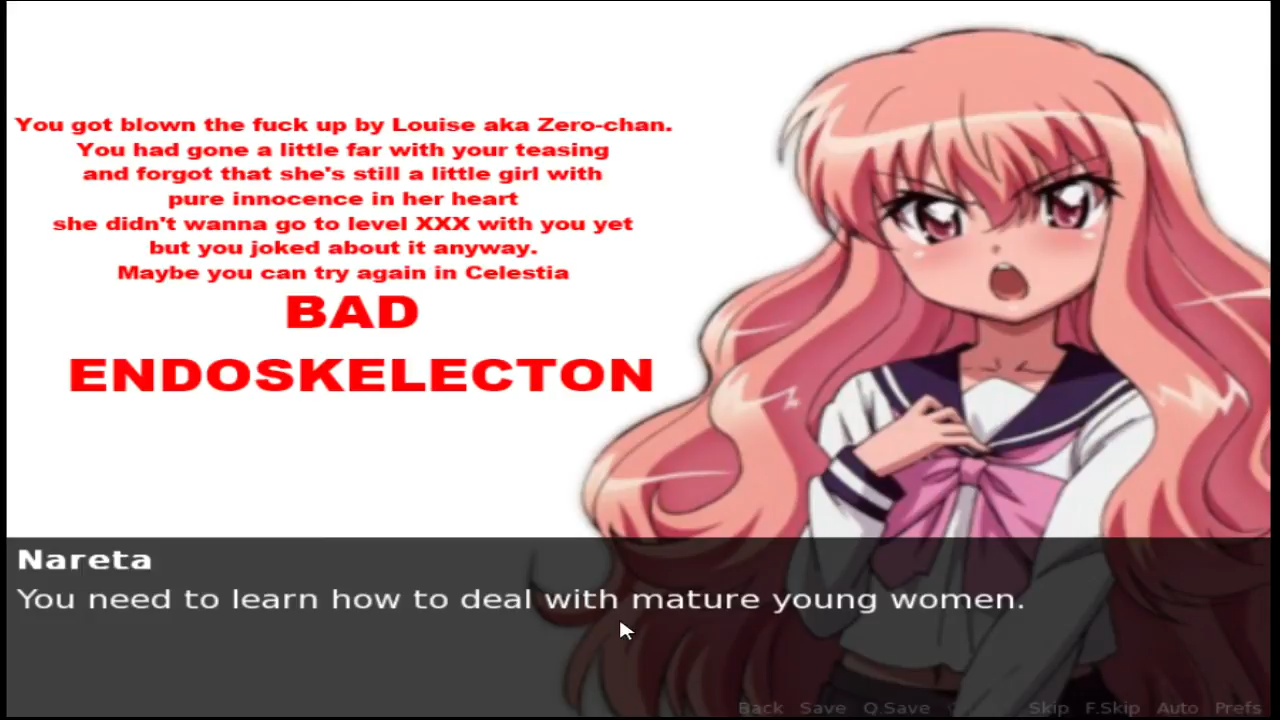 You got blown the fuck up by Louise aka Zero-chan.
You had gone a little far with your teasing
and forgot that she's still a little girl with
pure innocence in her heart
she didn't wanna go to level XXX with you yet
but you joked about it anyway.
Maybe you can try again in Celestia
BAD
ENDOSKELECTON
Nareta
You need to learn how to deal with mature young women.
Back Save Q.Save Skip F.Skip Auto Prefs